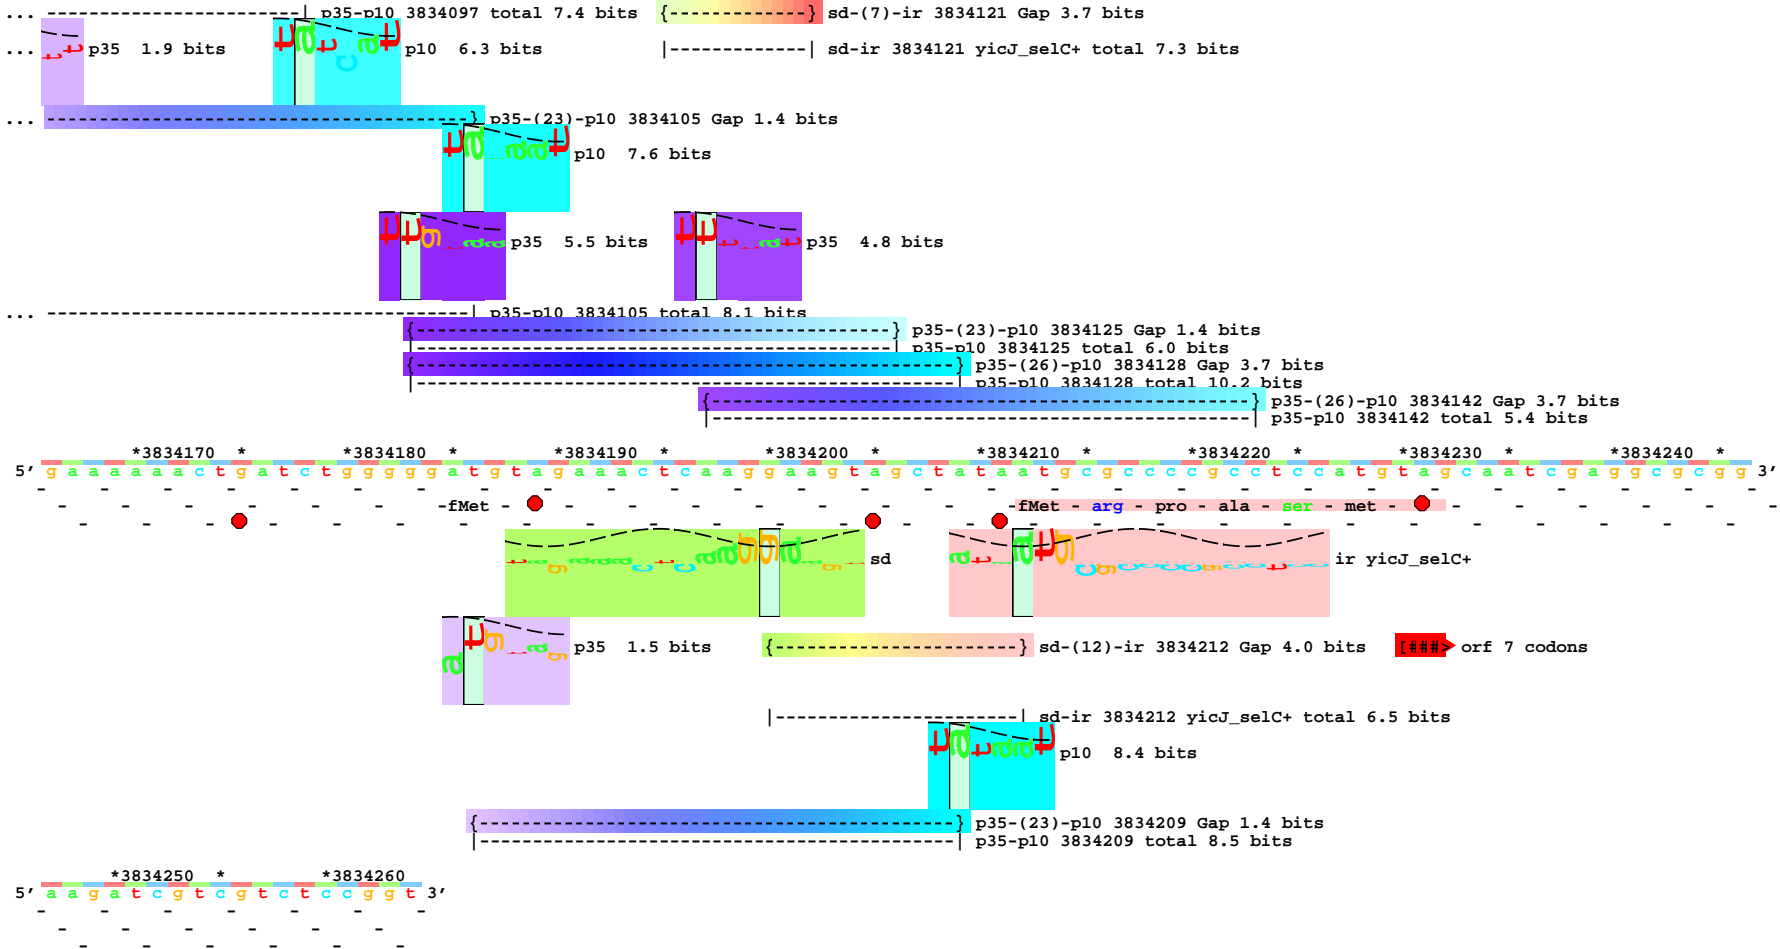 ... -------------------------| p35-p10 3834097 total 7.4 bits {-------------} sd-(7)-ir 3834121 Gap 3.7 bits
... p35 1.9 bits t a t c a t p10 6.3 bits |-------------| sd-ir 3834121 yicJ_selC+ total 7.3 bits
... ---------------------------------------} p35-(23)-p10 3834105 Gap 1.4 bits
p10 7.6 bits
p35 5.5 bits p35 4.8 bits
... ---------------------------------------| p35-p10 3834105 total 8.1 bits
{---------------------------------------} p35-(23)-p10 3834125 Gap 1.4 bits
|---------------------------------------| p35-p10 3834125 total 6.0 bits
{---------------------------------------------} p35-(26)-p10 3834128 Gap 3.7 bits
|---------------------------------------------| p35-p10 3834128 total 10.2 bits
{---------------------------------------------} p35-(26)-p10 3834142 Gap 3.7 bits
|---------------------------------------------| p35-p10 3834142 total 5.4 bits
*3834170 * *3834180 * *3834190 * *3834200 * *3834210 * *3834220 * *3834230 * *3834240 *
5' g a a a a a a c t g a t c t g g g g g a t g t a g a a a c t c a a g g a a g t a g c t a t a a t g c g c c c c g c c t c c a t g t a g c a a t c g a g g c g c g g 3'
-fMet - -fMet - arg - pro - ala - ser - met -
sd ir yicJ_selC+
p35 1.5 bits {-----------------------} sd-(12)-ir 3834212 Gap 4.0 bits [###> orf 7 codons
|-----------------------| sd-ir 3834212 yicJ_selC+ total 6.5 bits
t a t a a t p10 8.4 bits
{---------------------------------------} p35-(23)-p10 3834209 Gap 1.4 bits
|---------------------------------------| p35-p10 3834209 total 8.5 bits
*3834250 * *3834260
5' a a g a t c g t c g t c t c c g g t 3'